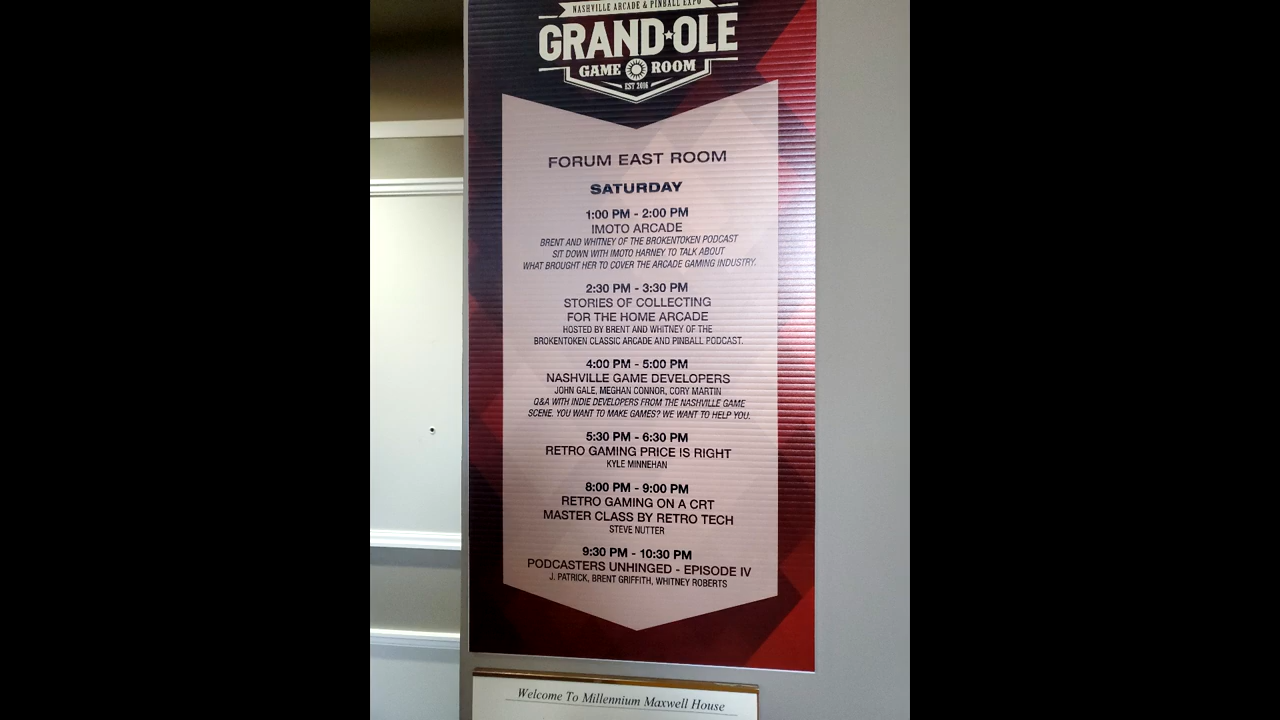 NASHVILLE ARCADE & PINBALL EXPO
GRAND OLE
GAME ROOM
EST 2016
FORUM EAST ROOM
SATURDAY
1:00 PM - 2:00 PM
IMOTO ARCADE
BRENT AND WHITNEY OF THE BROKENTOKEN PODCAST
SIT DOWN WITH IMOTO HARNEY TO TALK ABOUT
WHAT BROUGHT HER TO COVER THE ARCADE GAMING INDUSTRY.
2:30 PM - 3:30 PM
STORIES OF COLLECTING
FOR THE HOME ARCADE
HOSTED BY BRENT AND WHITNEY OF THE
BROKENTOKEN CLASSIC ARCADE AND PINBALL PODCAST.
4:00 PM - 5:00 PM
NASHVILLE GAME DEVELOPERS
JOHN GALE, MEGHAN CONNOR, CORY MARTIN
Q&A WITH INDIE DEVELOPERS FROM THE NASHVILLE GAME
SCENE. YOU WANT TO MAKE GAMES? WE WANT TO HELP YOU.
5:30 PM - 6:30 PM
RETRO GAMING PRICE IS RIGHT
KYLE MINNEHAN
8:00 PM - 9:00 PM
RETRO GAMING ON A CRT
MASTER CLASS BY RETRO TECH
STEVE NUTTER
9:30 PM - 10:30 PM
PODCASTERS UNHINGED - EPISODE IV
J. PATRICK, BRENT GRIFFITH, WHITNEY ROBERTS
Welcome To Millennium Maxwell House